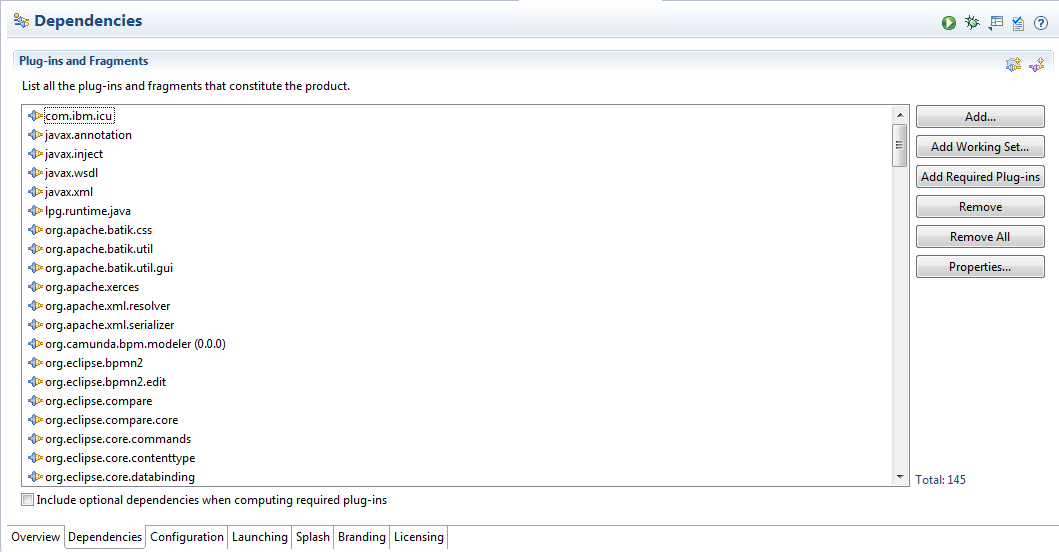 Dependencies
Plug-ins and Fragments
List all the plug-ins and fragments that constitute the product.
com.ibm.icu
javax.annotation
javax.inject
javax.wsdl
javax.xml
lpg.runtime.java
org.apache.batik.css
org.apache.batik.util
org.apache.batik.util.gui
org.apache.xerces
org.apache.xml.resolver
org.apache.xml.serializer
org.camunda.bpm.modeler (0.0.0)
org.eclipse.bpmn2
org.eclipse.bpmn2.edit
org.eclipse.compare
org.eclipse.compare.core
org.eclipse.core.commands
org.eclipse.core.contenttype
org.eclipse.core.databinding
Add...
Add Working Set...
Add Required Plug-ins
Remove
Remove All
Properties...
Total: 145
Include optional dependencies when computing required plug-ins
Overview Dependencies Configuration Launching Splash Branding Licensing